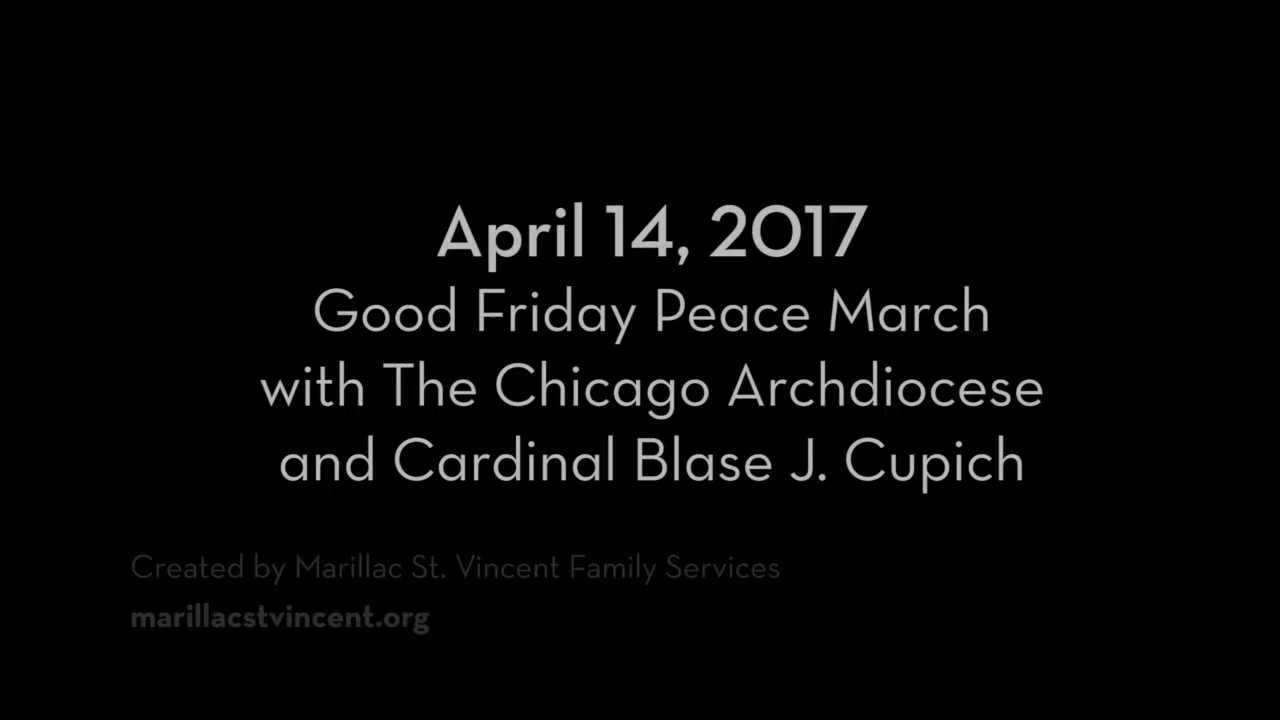 April 14, 2017
Good Friday Peace March
with The Chicago Archdiocese
and Cardinal Blase J. Cupich
Created by Marillac St. Vincent Family Services
marillacstvincent.org